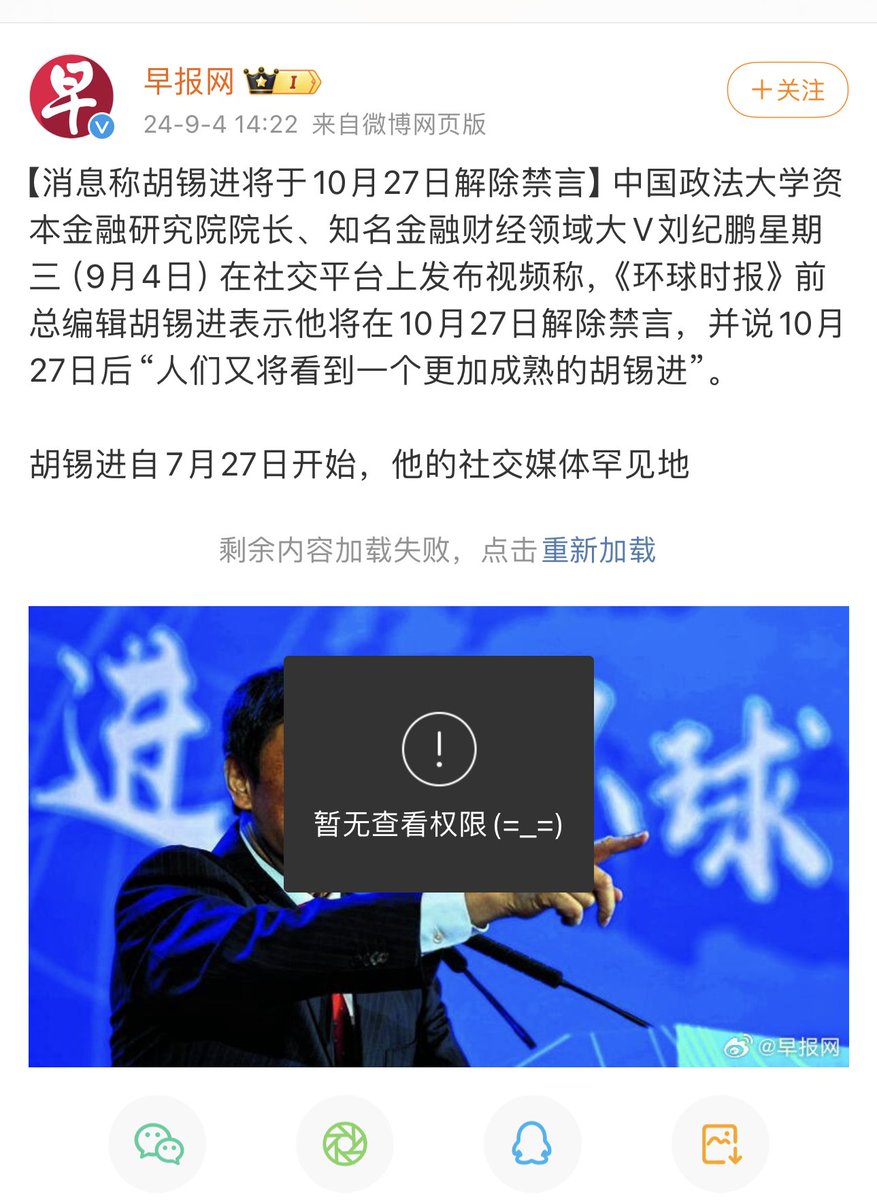 早报网
I
24-9-4 14:22 来自微博网页版
+关注
【消息称胡锡进将于10月27日解除禁言】中国政法大学资
本金融研究院院长、知名金融财经领域大V刘纪鹏星期
三(9月4日)在社交平台上发布视频称,《环球时报》前
总编辑胡锡进表示他将在10月27日解除禁言，并说10月
27日后“人们又将看到一个更加成熟的胡锡进”。
胡锡进自7月27日开始，他的社交媒体罕见地
剩余内容加载失败，点击重新加载
进
球
暂无查看权限(=_=)
@早报网
早